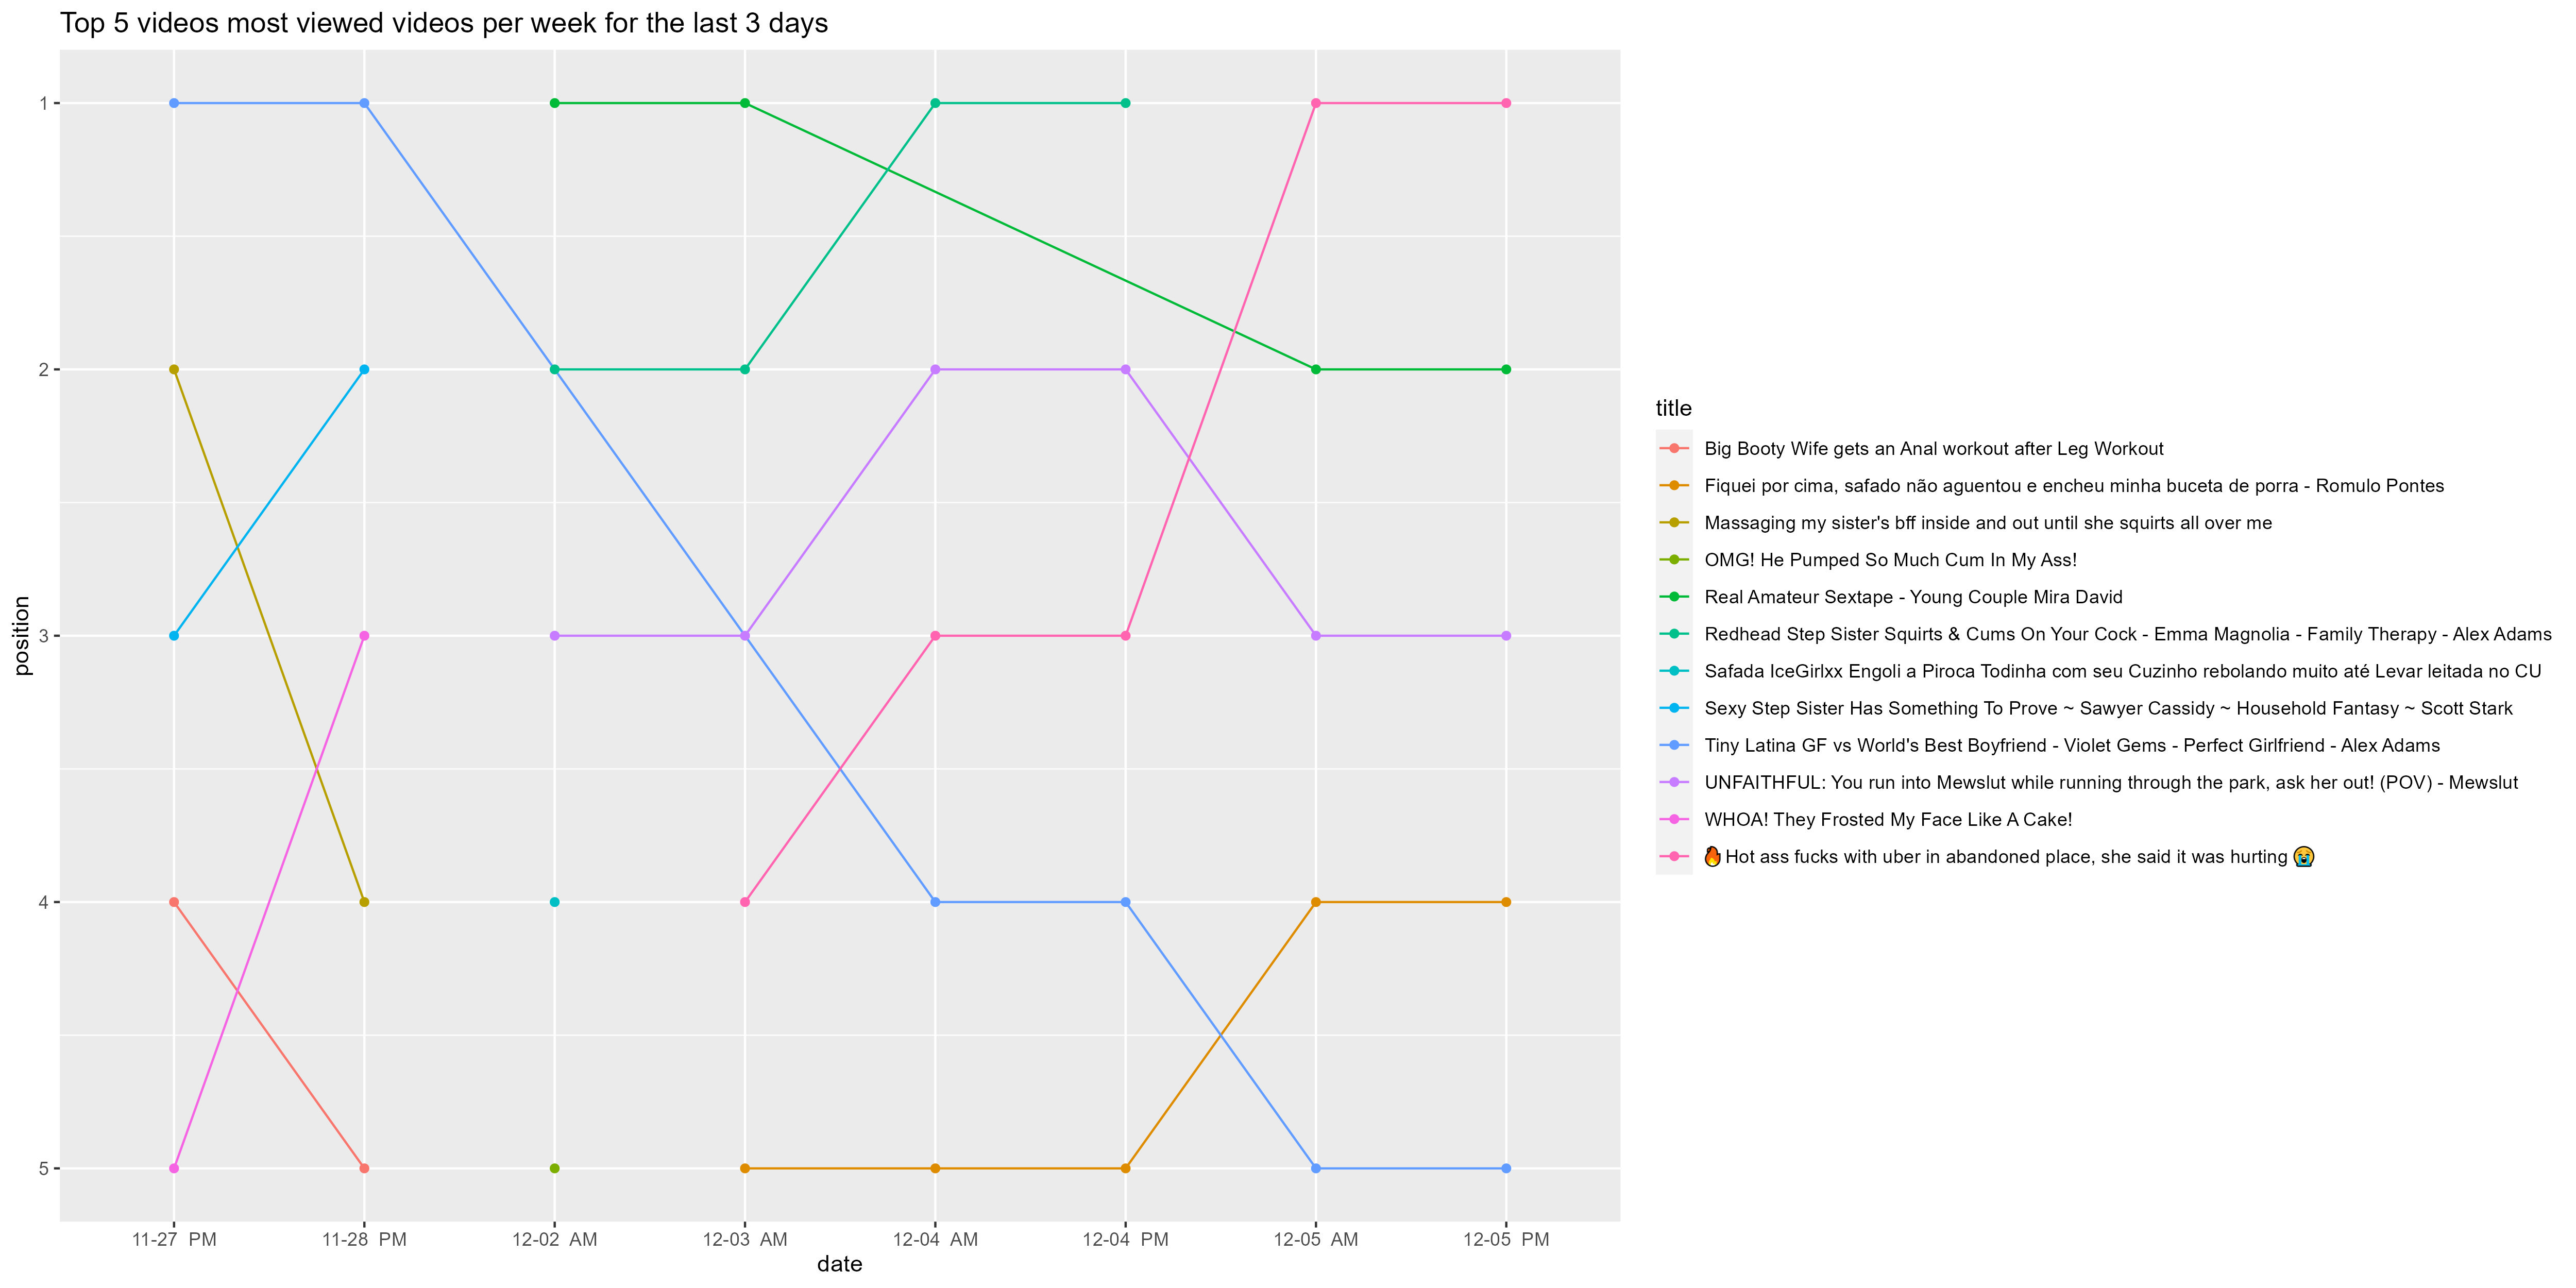 Top 5 videos most viewed videos per week for the last 3 days
position
1
2
3
4
5
11-27 PM
11-28 PM
12-02 AM
12-03 AM
12-04 AM
12-04 PM
12-05 AM
12-05 PM
date
title
Big Booty Wife gets an Anal workout after Leg Workout
Fiquei por cima, safado não aguentou e encheu minha buceta de porra - Romulo Pontes
Massaging my sister's bff inside and out until she squirts all over me
OMG! He Pumped So Much Cum In My Ass!
Real Amateur Sextape - Young Couple Mira David
Redhead Step Sister Squirts & Cums On Your Cock - Emma Magnolia - Family Therapy - Alex Adams
Safada IceGirlxx Engoli a Piroca Todinha com seu Cuzinho rebolando muito até Levar leitada no CU
Sexy Step Sister Has Something To Prove ~ Sawyer Cassidy ~ Household Fantasy ~ Scott Stark
Tiny Latina GF vs World's Best Boyfriend - Violet Gems - Perfect Girlfriend - Alex Adams
UNFAITHFUL: You run into Mewslut while running through the park, ask her out! (POV) - Mewslut
WHOA! They Frosted My Face Like A Cake!
🔥Hot ass fucks with uber in abandoned place, she said it was hurting 😭